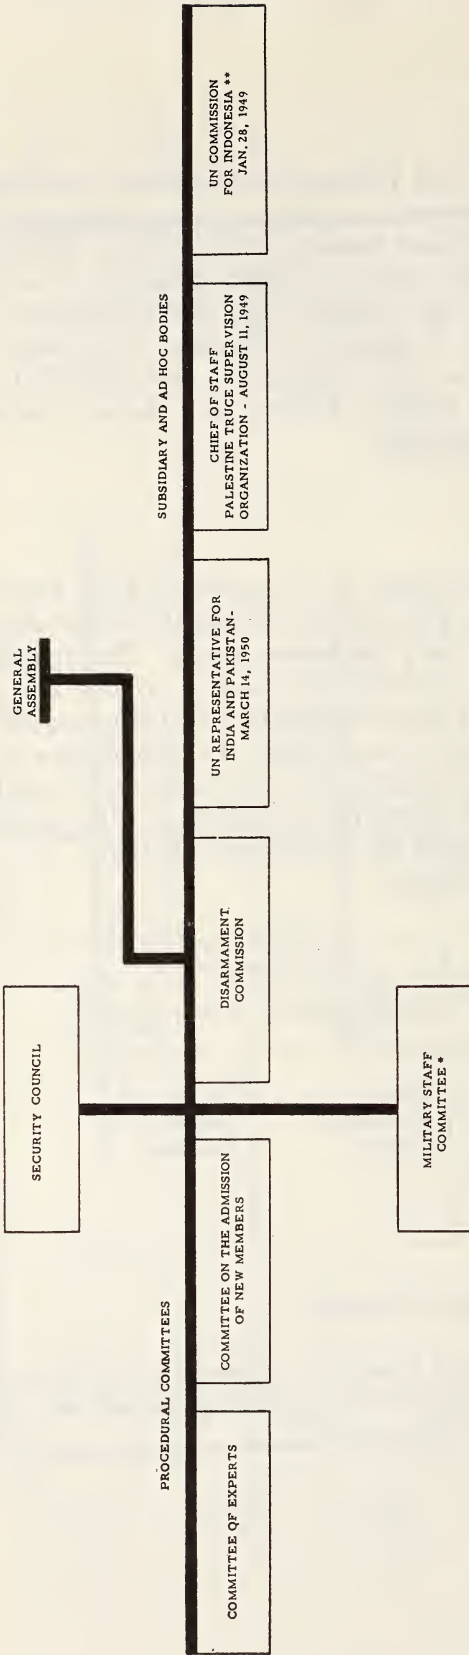 SECURITY COUNCIL
GENERAL
ASSEMBLY
PROCEDURAL COMMITTEES
SUBSIDIARY AND AD HOC BODIES
COMMITTEE OF EXPERTS
COMMITTEE ON THE ADMISSION
OF NEW MEMBERS
DISARMAMENT
COMMISSION
UN REPRESENTATIVE FOR
INDIA AND PAKISTAN-
MARCH 14, 1950
CHIEF OF STAFF
PALESTINE TRUCE SUPERVISION
ORGANIZATION - AUGUST 11, 1949
UN COMMISSION
FOR INDONESIA **
JAN. 28, 1949
MILITARY STAFF
COMMITTEE *